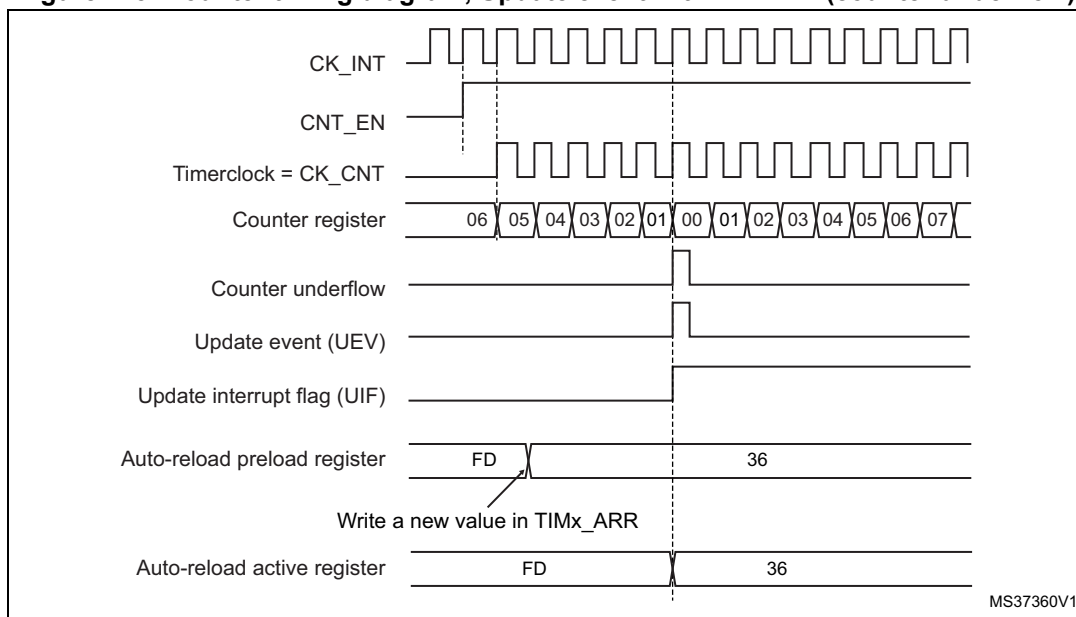 CK_INT
CNT_EN
Timerclock = CK_CNT
Counter register 06 05 04 03 02 01 00 01 02 03 04 05 06 07
Counter underflow
Update event (UEV)
Update interrupt flag (UIF)
Auto-reload preload register FD 36
Write a new value in TIMx_ARR
Auto-reload active register FD 36
MS37360V1